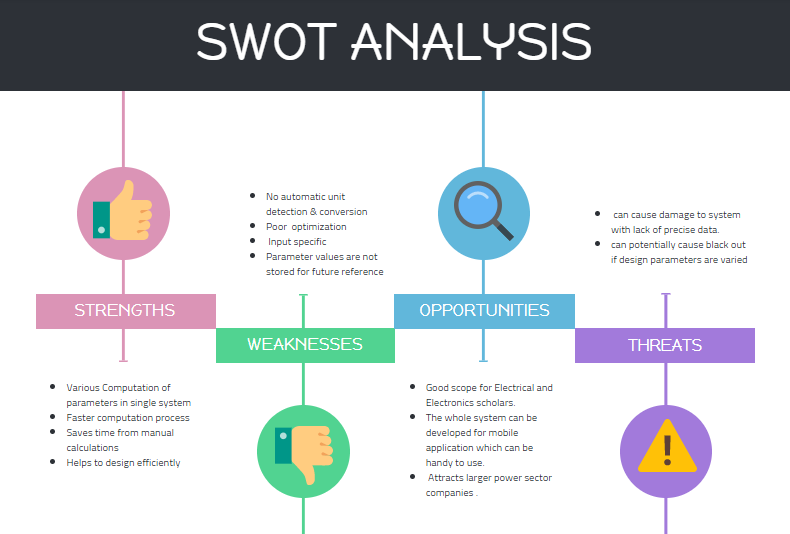 SWOT ANALYSIS
STRENGTHS
• Various Computation of
parameters in single system
• Faster computation process
• Saves time from manual
calculations
• Helps to design efficiently
• No automatic unit
detection & conversion
• Poor optimization
• Input specific
• Parameter values are not
stored for future reference
WEAKNESSES
OPPORTUNITIES
• Good scope for Electrical and
Electronics scholars.
• The whole system can be
developed for mobile
application which can be
handy to use.
• Attracts larger power sector
companies .
• can cause damage to system
with lack of precise data.
• can potentially cause black out
if design parameters are varied
THREATS